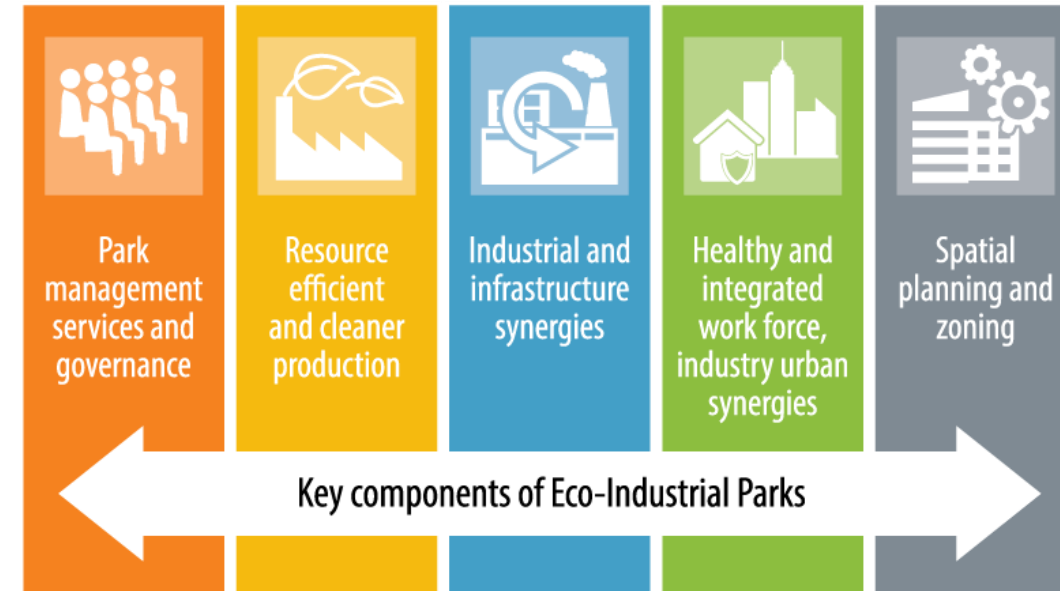 Park
management
services and
governance
Resource
efficient
and cleaner
production
Industrial and
infrastructure
synergies
Healthy and
integrated
work force,
industry urban
synergies
Spatial
planning and
zoning
Key components of Eco-Industrial Parks